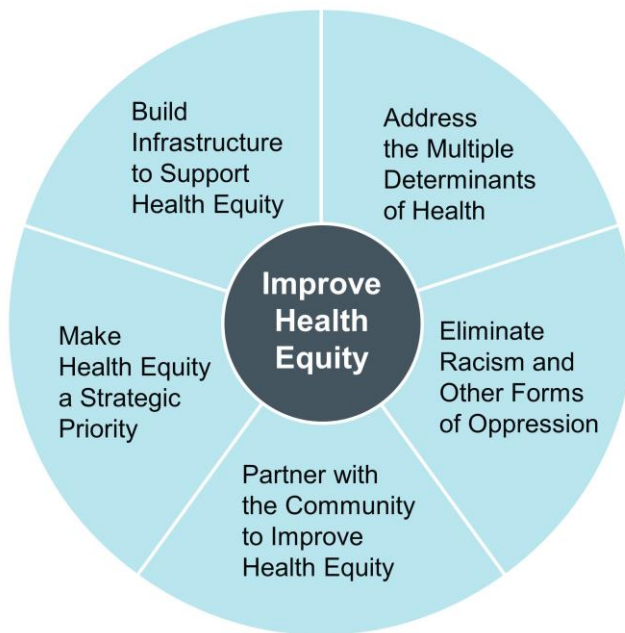 Build
Infrastructure
to Support
Health Equity
Address
the Multiple
Determinants
of Health
Improve
Health
Equity
Make
Health Equity
a Strategic
Priority
Eliminate
Racism and
Other Forms
of Oppression
Partner with
the Community
to Improve
Health Equity